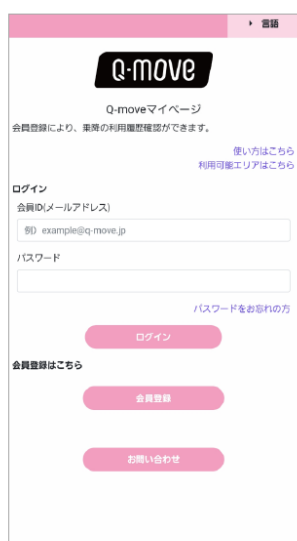 言語
Q-move
Q-moveマイページ
会員登録により、乗降の利用履歴確認ができます。
使い方はこちら
利用可能エリアはこちら
ログイン
会員ID(メールアドレス)
例）example@q-move.jp
パスワード
パスワードをお忘れの方
ログイン
会員登録はこちら
会員登録
お問い合わせ